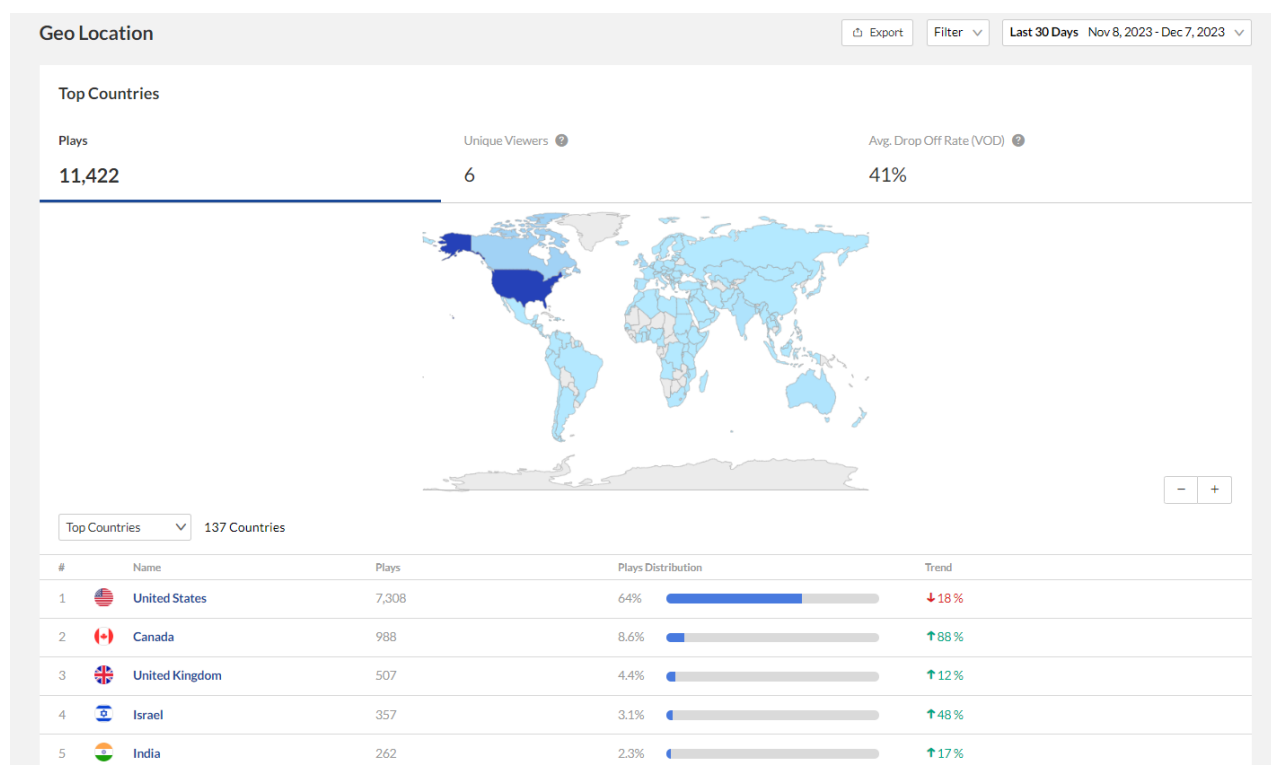 Geo Location
Export
Filter
Last 30 Days Nov 8, 2023 - Dec 7, 2023
Top Countries
Plays
11,422
Unique Viewers ?
6
Avg. Drop Off Rate (VOD) ?
41%
− +
Top Countries 137 Countries
# Name Plays Plays Distribution Trend
1 United States 7,308 64% 18 %
2 Canada 988 8.6% 88 %
3 United Kingdom 507 4.4% 12 %
4 Israel 357 3.1% 48 %
5 India 262 2.3% 17 %